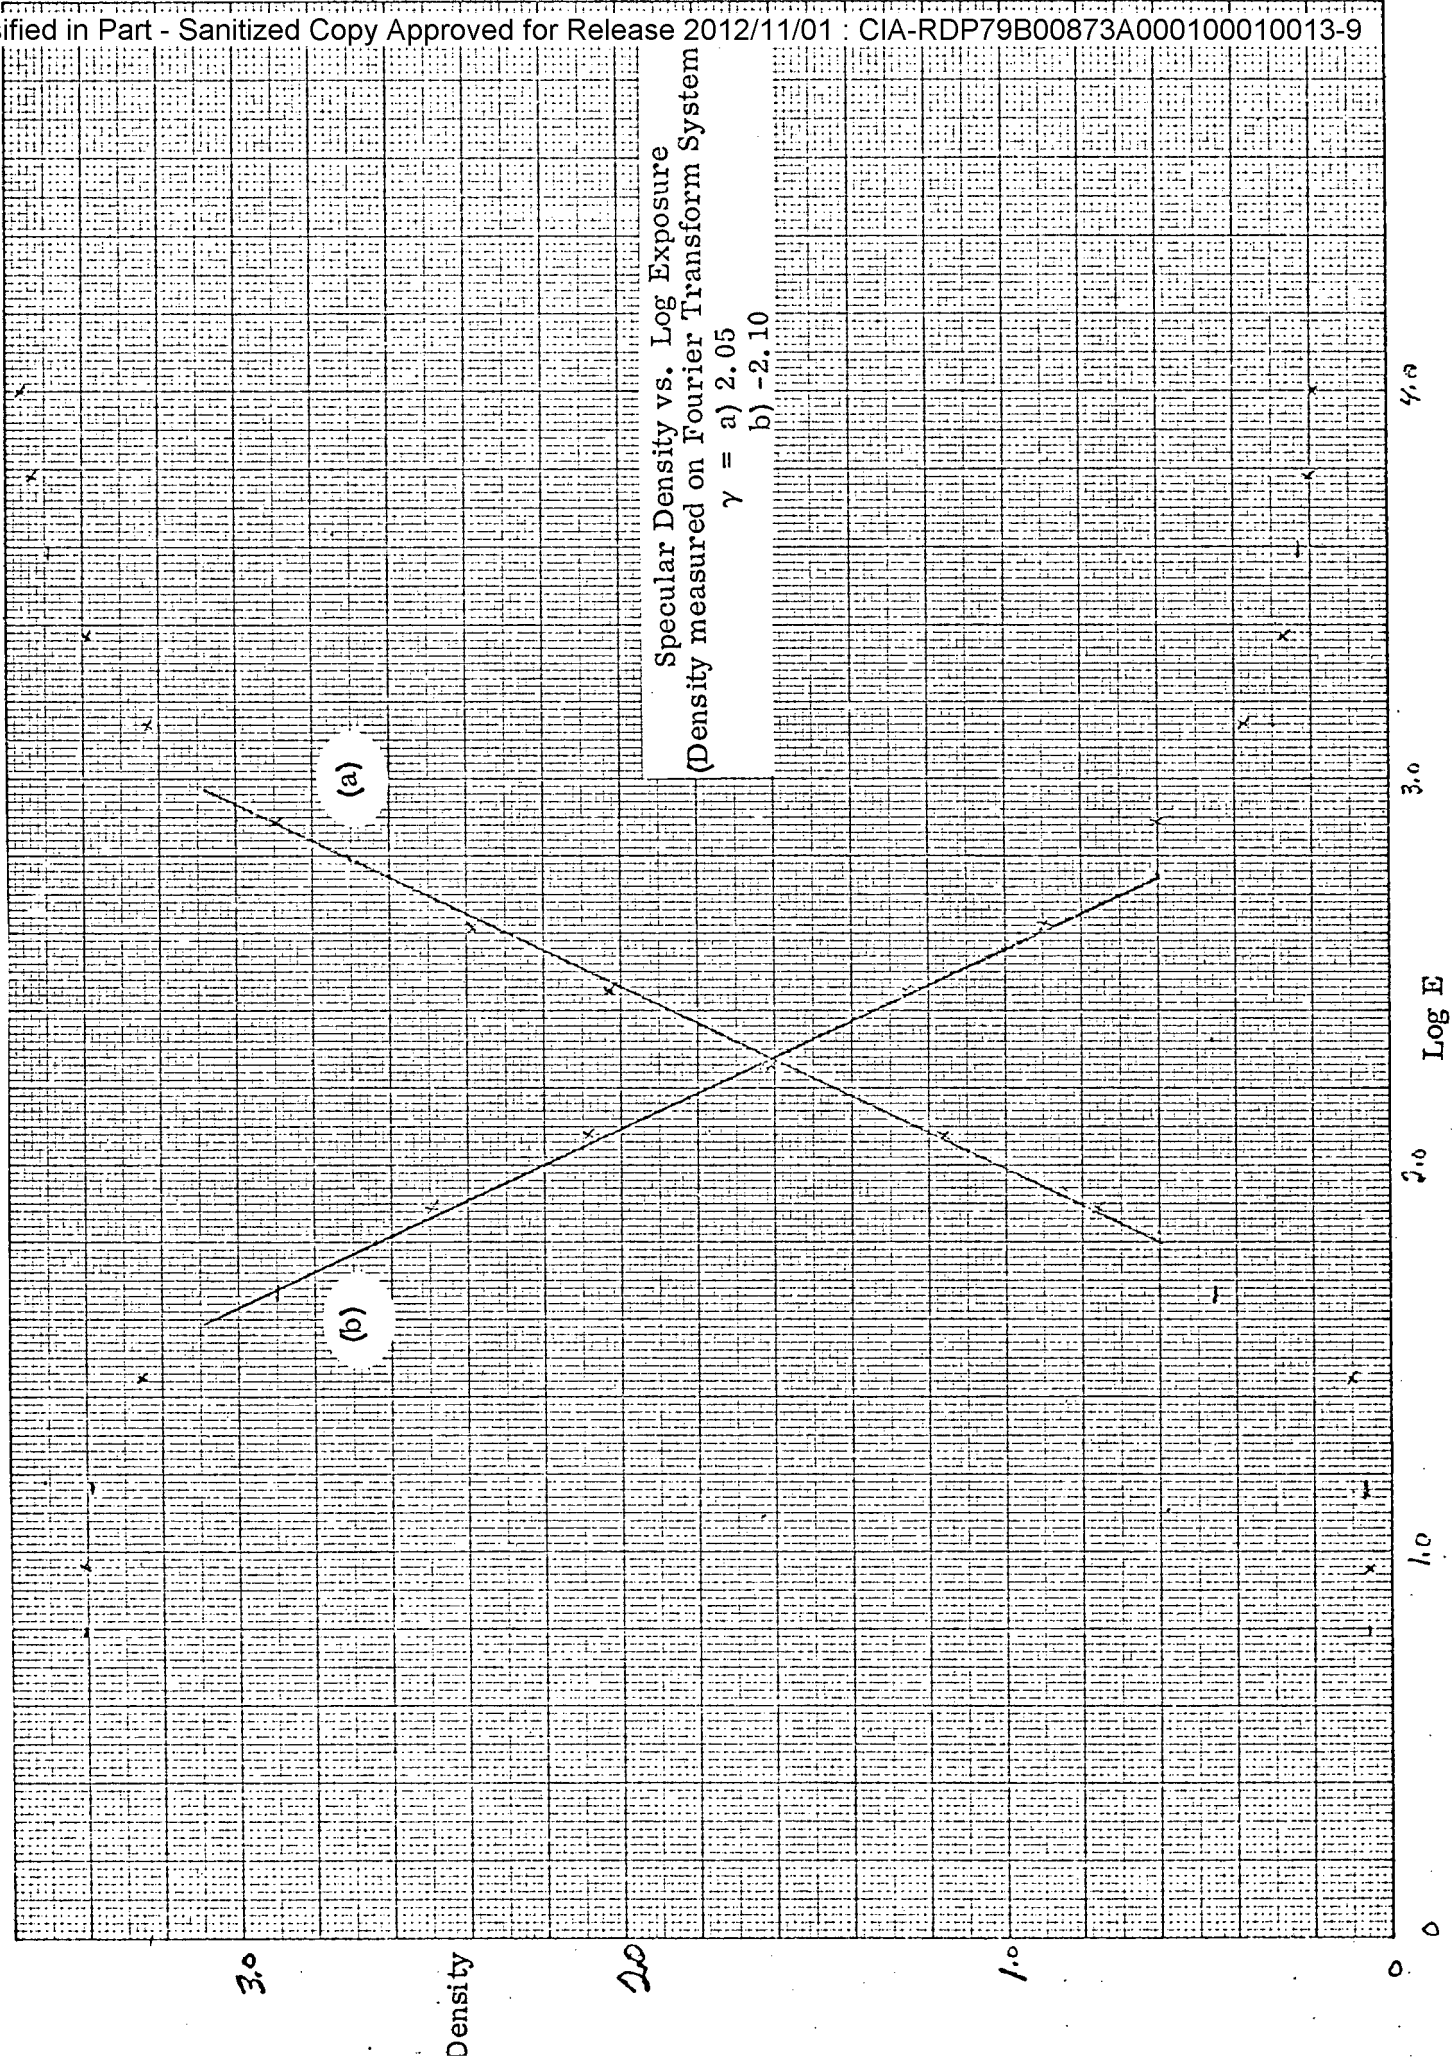 sified in Part - Sanitized Copy Approved for Release 2012/11/01 : CIA-RDP79B00873A000100010013-9
Specular Density vs. Log Exposure
(Density measured on Fourier Transform System
γ = a) 2.05
b) -2.10
(a)
(b)
Density
3.0
2.0
1.0
0
0
1.0
2.0
3.0
4.0
Log E